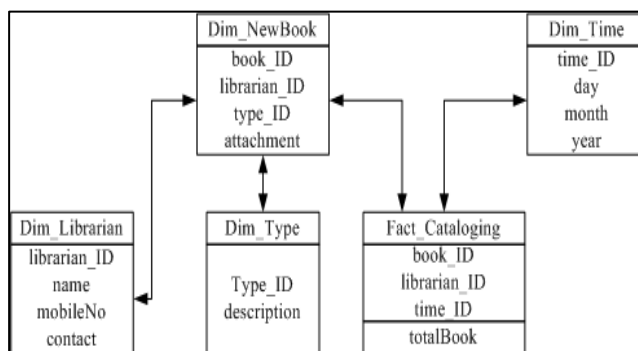 Dim_NewBook
book_ID
librarian_ID
type_ID
attachment
Dim_Time
time_ID
day
month
year
Dim_Librarian
librarian_ID
name
mobileNo
contact
Dim_Type
Type_ID
description
Fact_Cataloging
book_ID
librarian_ID
time_ID
totalBook